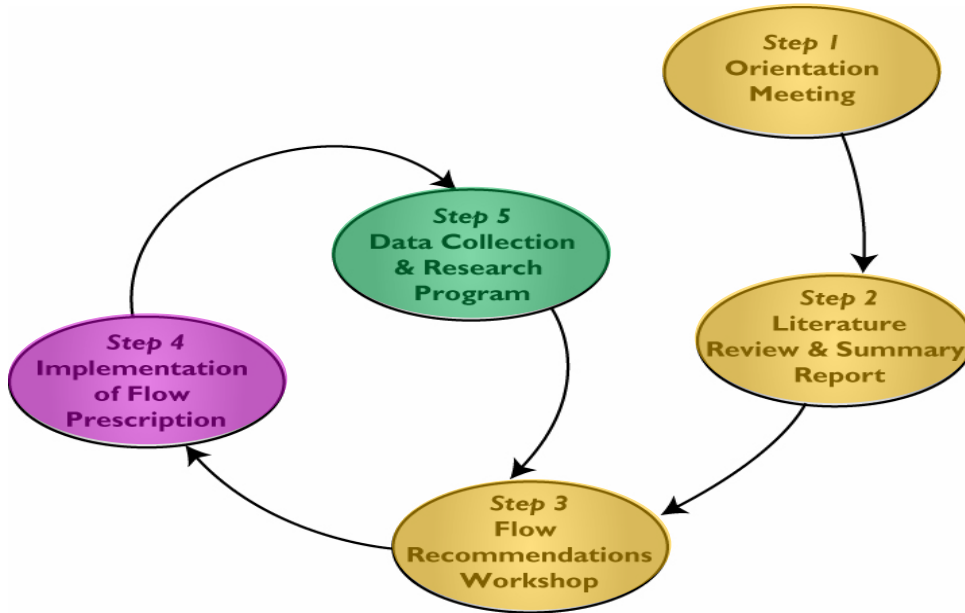 Step 1
Orientation
Meeting
Step 2
Literature
Review & Summary
Report
Step 3
Flow
Recommendations
Workshop
Step 4
Implementation
of Flow
Prescription
Step 5
Data Collection
& Research
Program